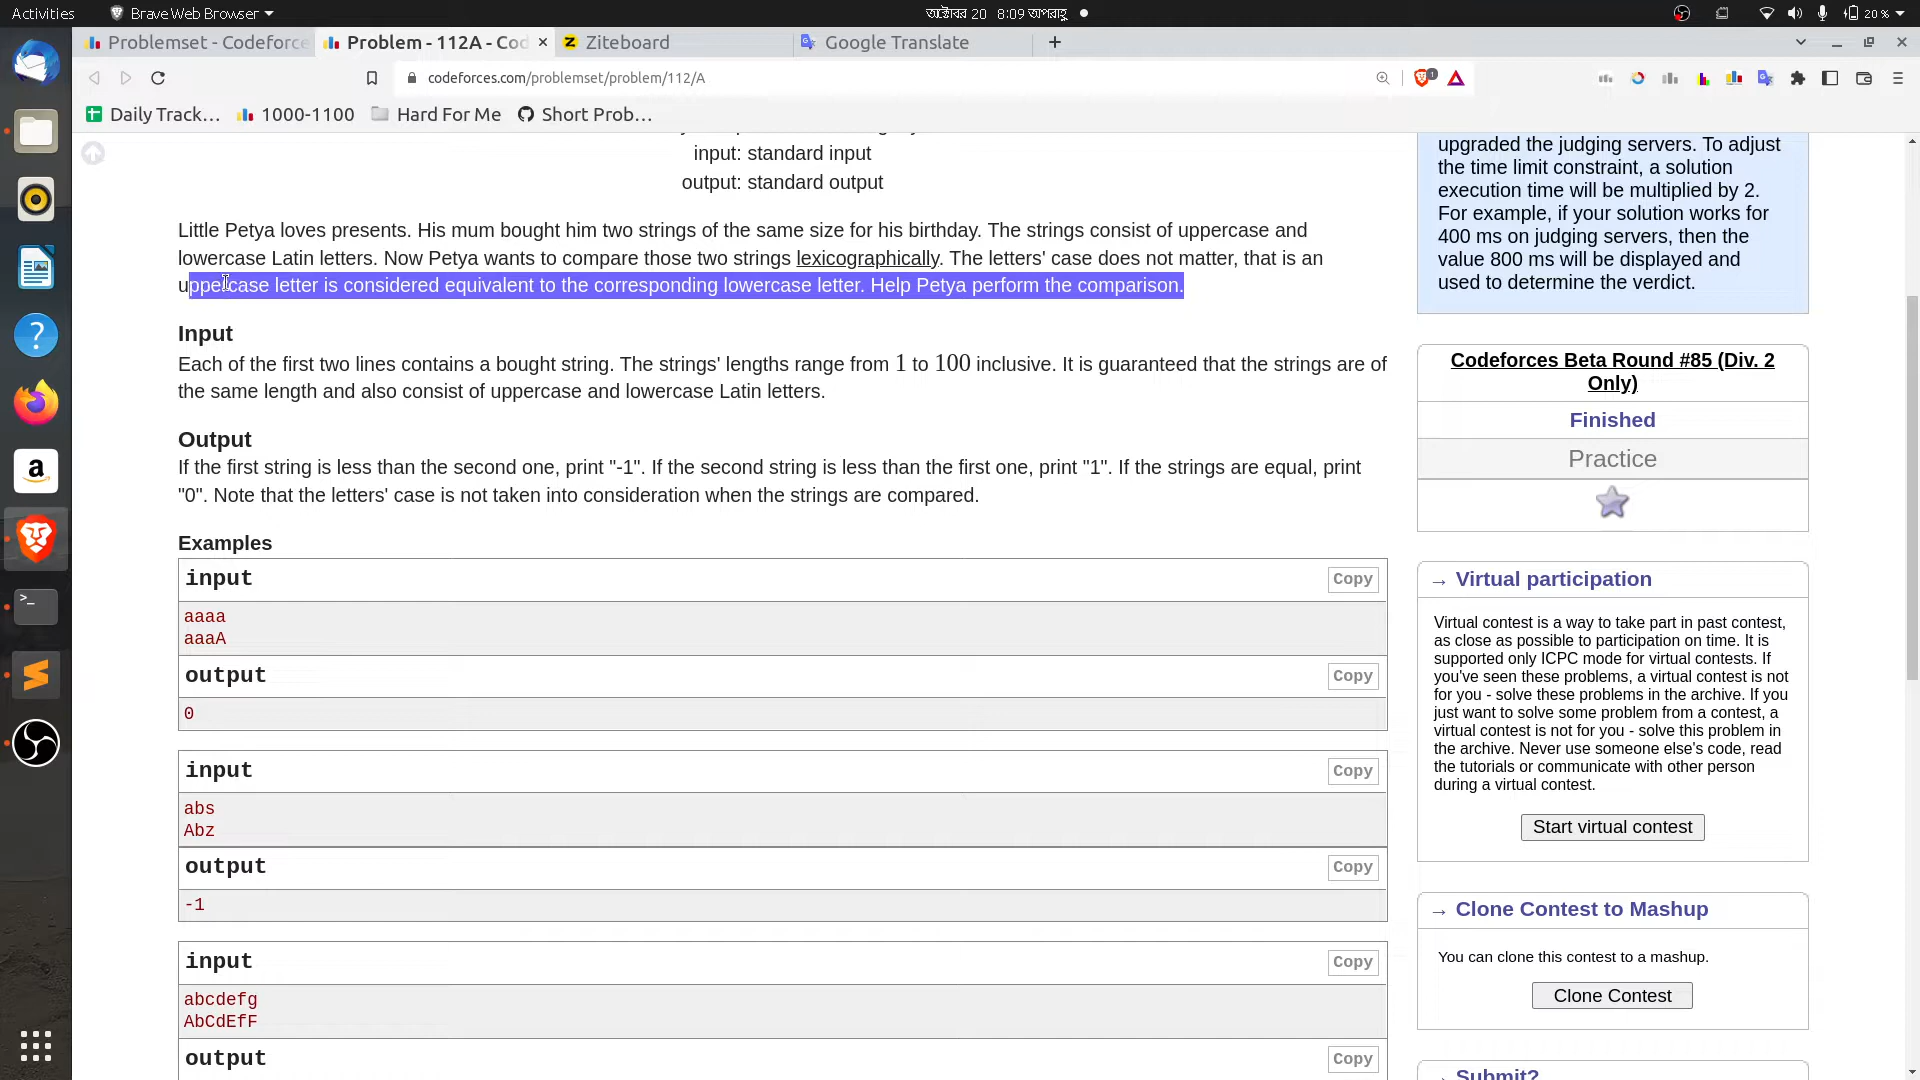 Activities
Brave Web Browser
অক্টোবর 20 8:09 অপরাহ্ণ
20 %
Problemset - Codeforce
Problem - 112A - Cod
Ziteboard
Google Translate
codeforces.com/problemset/problem/112/A
1
Daily Track…
1000-1100
Hard For Me
Short Prob…
input: standard input
output: standard output
Little Petya loves presents. His mum bought him two strings of the same size for his birthday. The strings consist of uppercase and
lowercase Latin letters. Now Petya wants to compare those two strings lexicographically. The letters' case does not matter, that is an
uppercase letter is considered equivalent to the corresponding lowercase letter. Help Petya perform the comparison.
Input
Each of the first two lines contains a bought string. The strings' lengths range from 1 to 100 inclusive. It is guaranteed that the strings are of
the same length and also consist of uppercase and lowercase Latin letters.
Output
If the first string is less than the second one, print "-1". If the second string is less than the first one, print "1". If the strings are equal, print
"0". Note that the letters' case is not taken into consideration when the strings are compared.
Examples
input
Copy
aaaa
aaaA
output
Copy
0
input
Copy
abs
Abz
output
Copy
-1
input
Copy
abcdefg
AbCdEfF
output
Copy
upgraded the judging servers. To adjust
the time limit constraint, a solution
execution time will be multiplied by 2.
For example, if your solution works for
400 ms on judging servers, then the
value 800 ms will be displayed and
used to determine the verdict.
Codeforces Beta Round #85 (Div. 2
Only)
Finished
Practice
→ Virtual participation
Virtual contest is a way to take part in past contest,
as close as possible to participation on time. It is
supported only ICPC mode for virtual contests. If
you've seen these problems, a virtual contest is not
for you - solve these problems in the archive. If you
just want to solve some problem from a contest, a
virtual contest is not for you - solve this problem in
the archive. Never use someone else's code, read
the tutorials or communicate with other person
during a virtual contest.
Start virtual contest
→ Clone Contest to Mashup
You can clone this contest to a mashup.
Clone Contest
→ Submit?